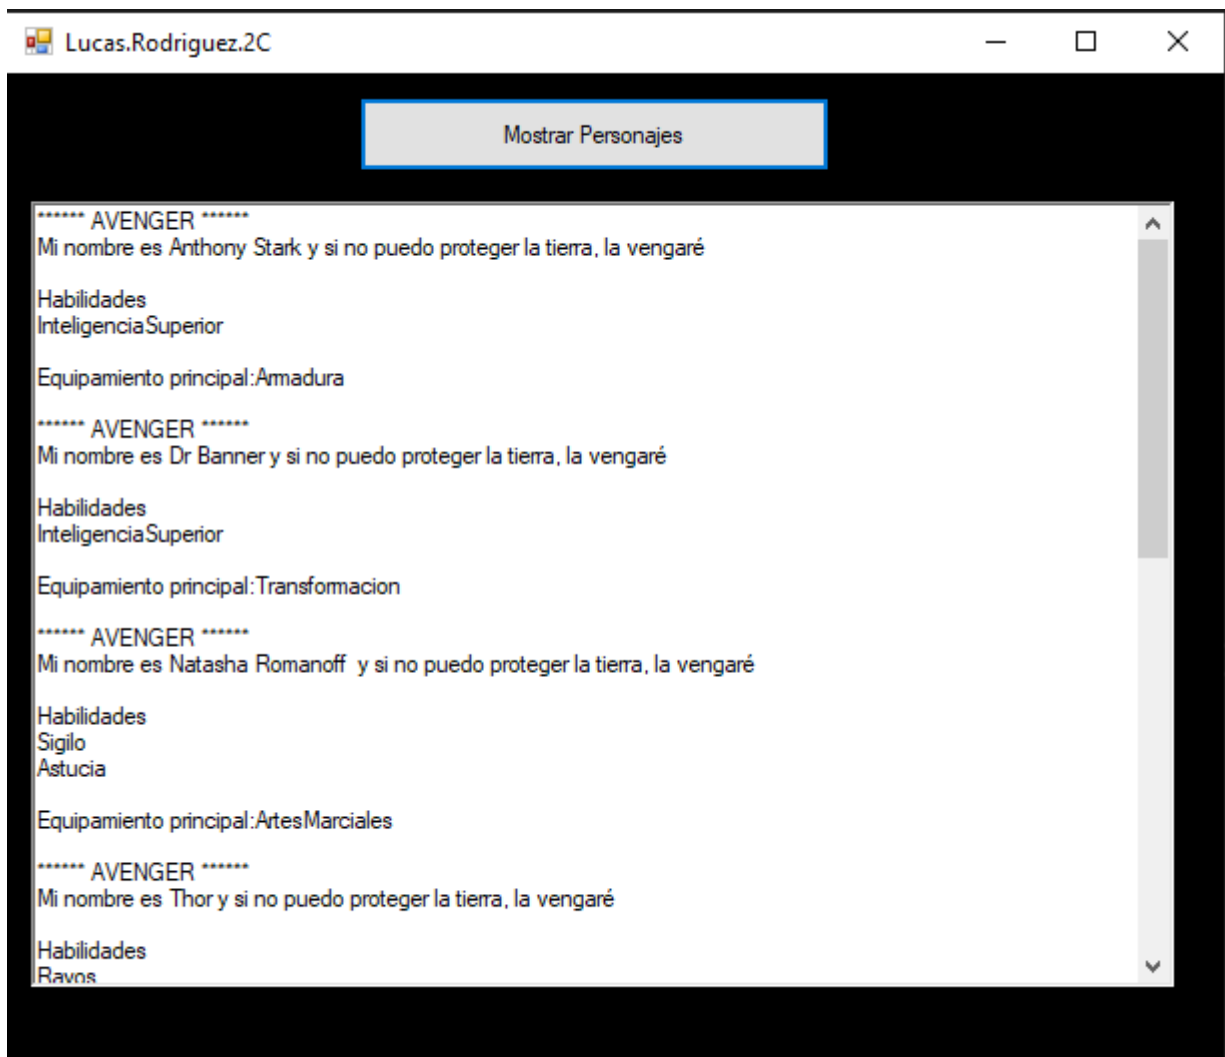 Lucas.Rodriguez.2C
Mostrar Personajes
****** AVENGER ******
Mi nombre es Anthony Stark y si no puedo proteger la tierra, la vengaré
Habilidades
InteligenciaSuperior
Equipamiento principal:Armadura
****** AVENGER ******
Mi nombre es Dr Banner y si no puedo proteger la tierra, la vengaré
Habilidades
InteligenciaSuperior
Equipamiento principal:Transformacion
****** AVENGER ******
Mi nombre es Natasha Romanoff  y si no puedo proteger la tierra, la vengaré
Habilidades
Sigilo
Astucia
Equipamiento principal:ArtesMarciales
****** AVENGER ******
Mi nombre es Thor y si no puedo proteger la tierra, la vengaré
Habilidades
Rayos